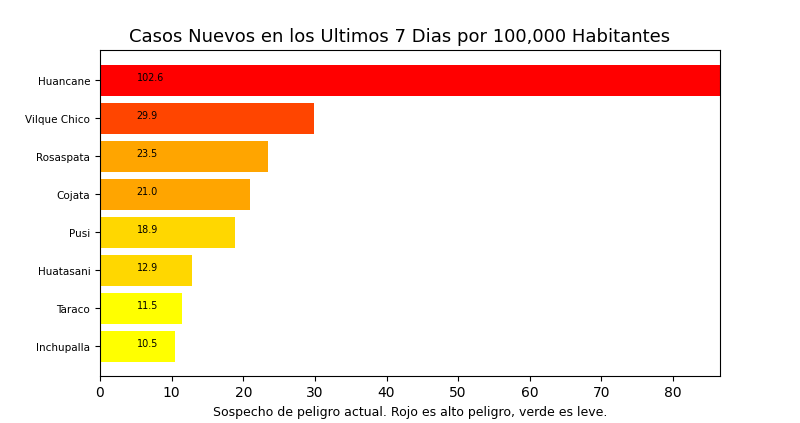 Casos Nuevos en los Ultimos 7 Dias por 100,000 Habitantes
Huancane 102.6
Vilque Chico 29.9
Rosaspata 23.5
Cojata 21.0
Pusi 18.9
Huatasani 12.9
Taraco 11.5
Inchupalla 10.5
0 10 20 30 40 50 60 70 80
Sospecho de peligro actual. Rojo es alto peligro, verde es leve.